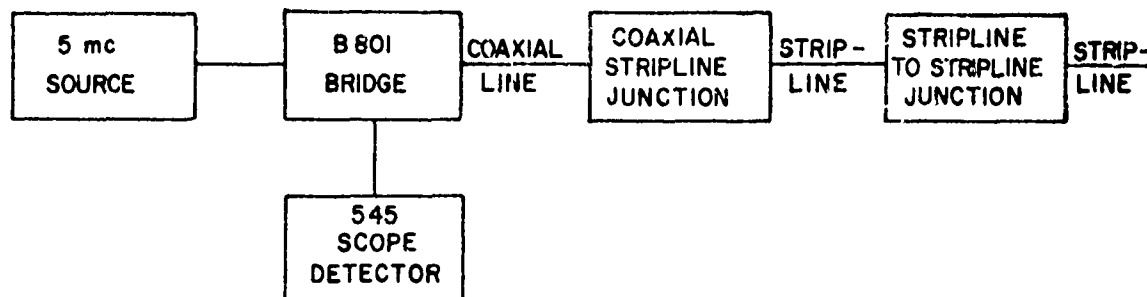 5 mc
SOURCE
B 801
BRIDGE
COAXIAL
LINE
COAXIAL
STRIPLINE
JUNCTION
STRIP-
LINE
STRIPLINE
TO STRIPLINE
JUNCTION
STRIP-
LINE
545
SCOPE
DETECTOR